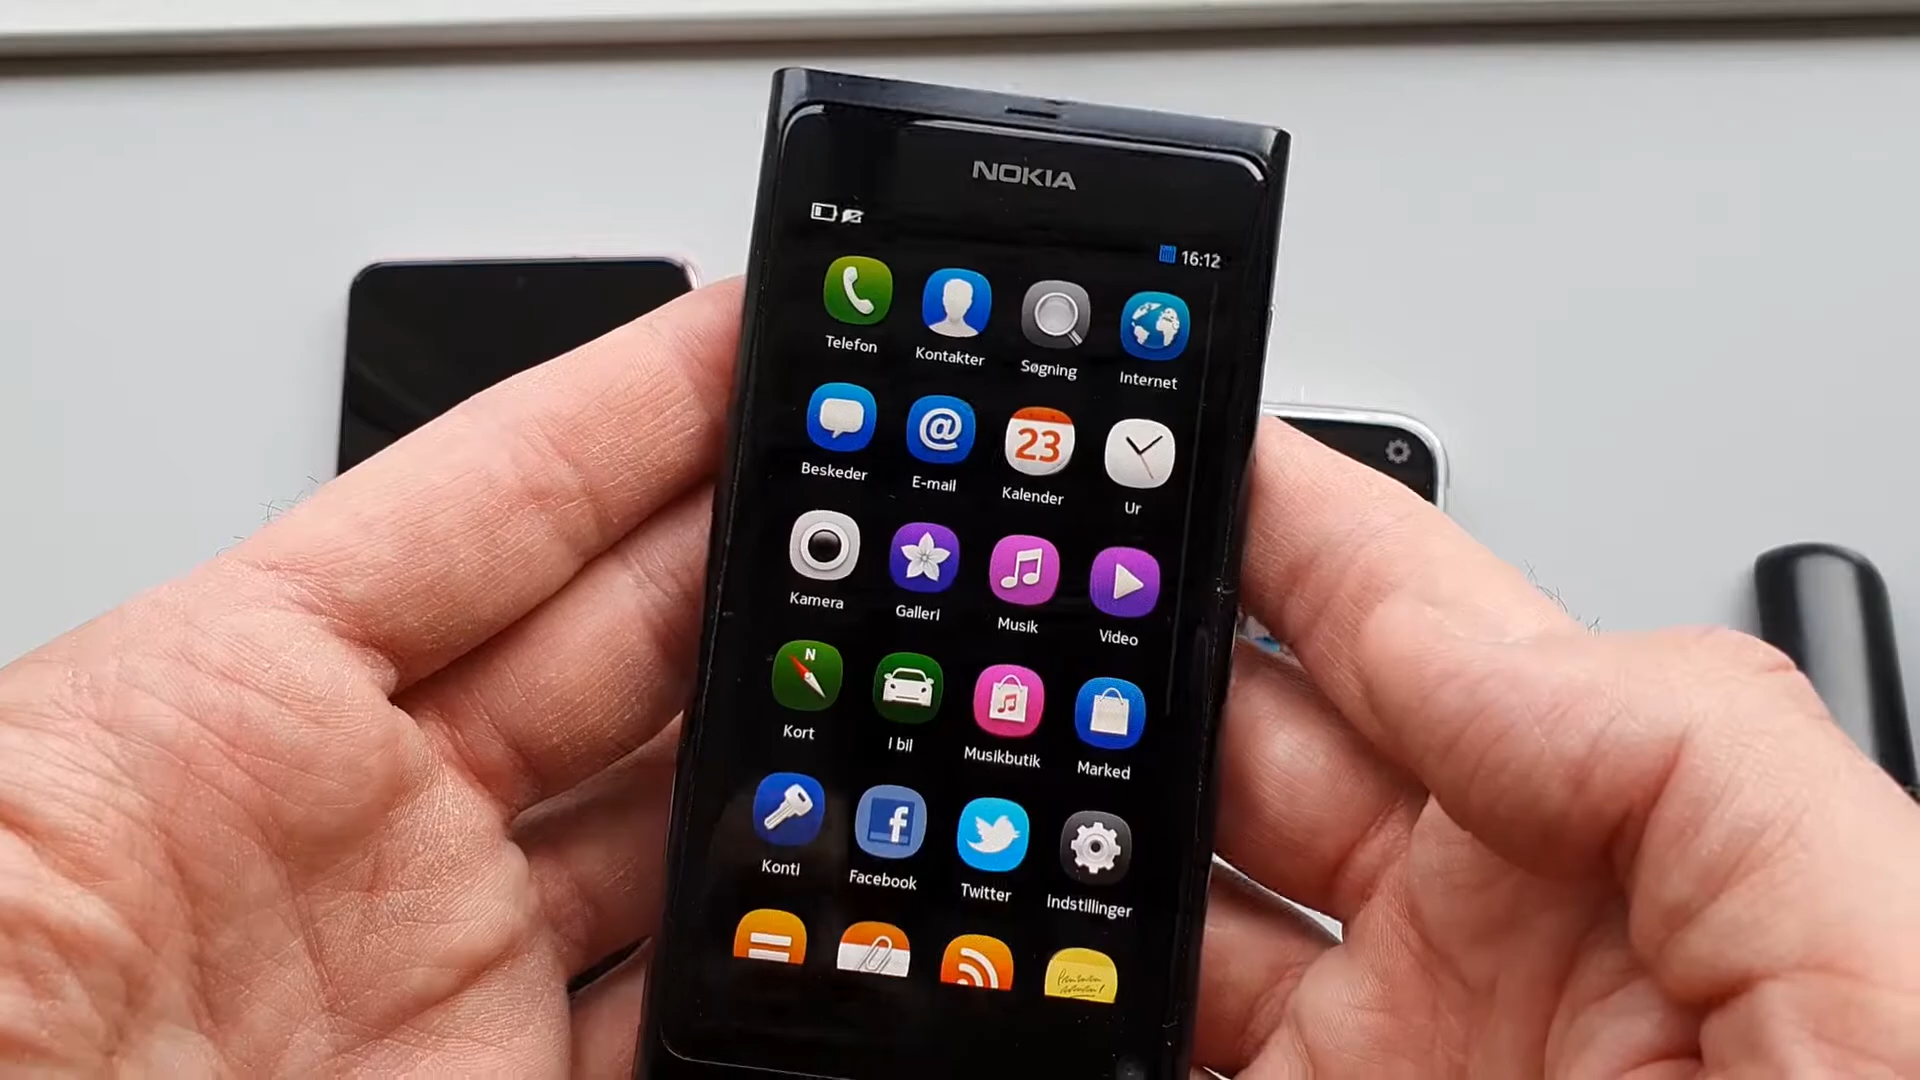 NOKIA
16:12
Telefon
Kontakter
Søgning
Internet
23
Beskeder
E-mail
Kalender
Ur
Kamera
Galleri
Musik
Video
N
Kort
I bil
Musikbutik
Marked
f
Konti
Facebook
Twitter
Indstillinger